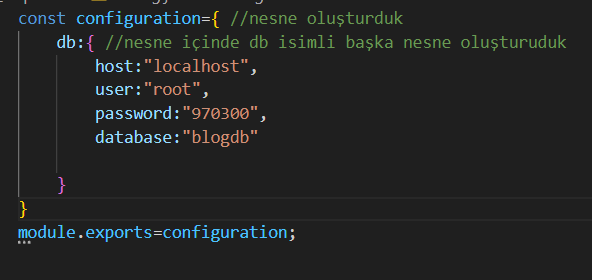 const configuration={ //nesne oluşturduk
db:{ //nesne içinde db isimli başka nesne oluşturuduk
host:"localhost",
user:"root",
password:"970300",
database:"blogdb"
}
}
module.exports=configuration;